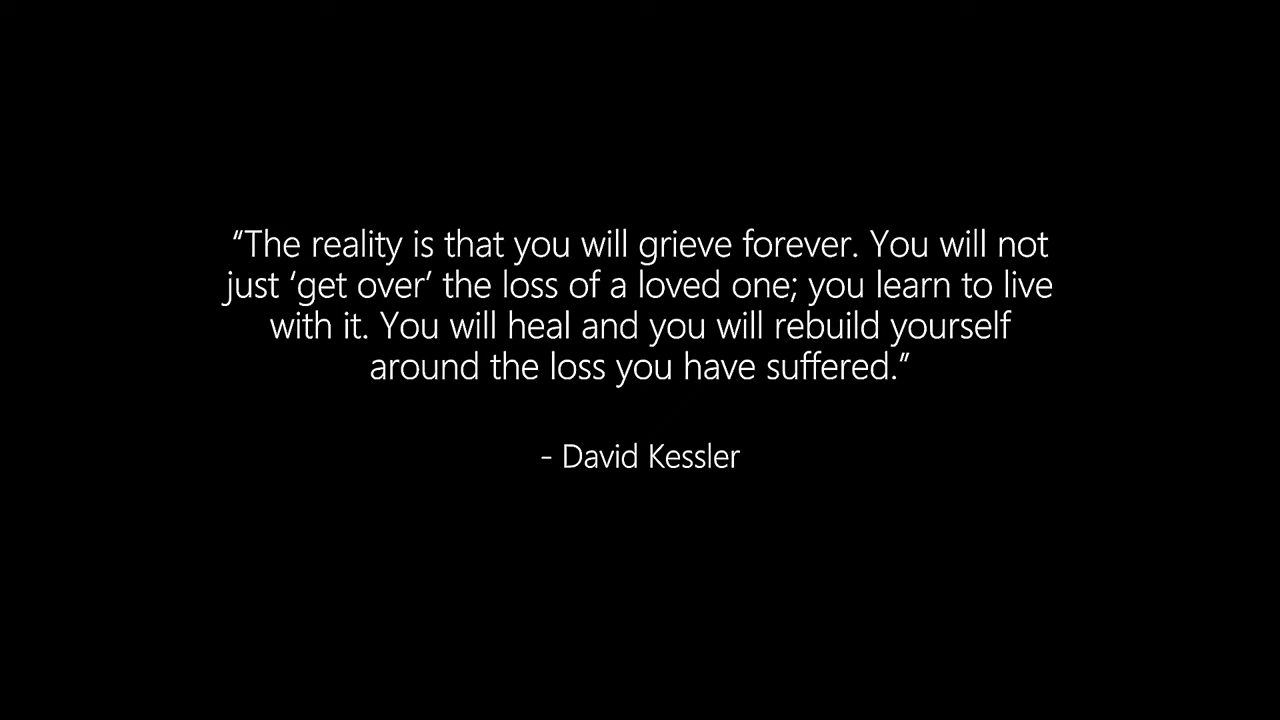 “The reality is that you will grieve forever. You will not
just ‘get over’ the loss of a loved one; you learn to live
with it. You will heal and you will rebuild yourself
around the loss you have suffered.”
- David Kessler